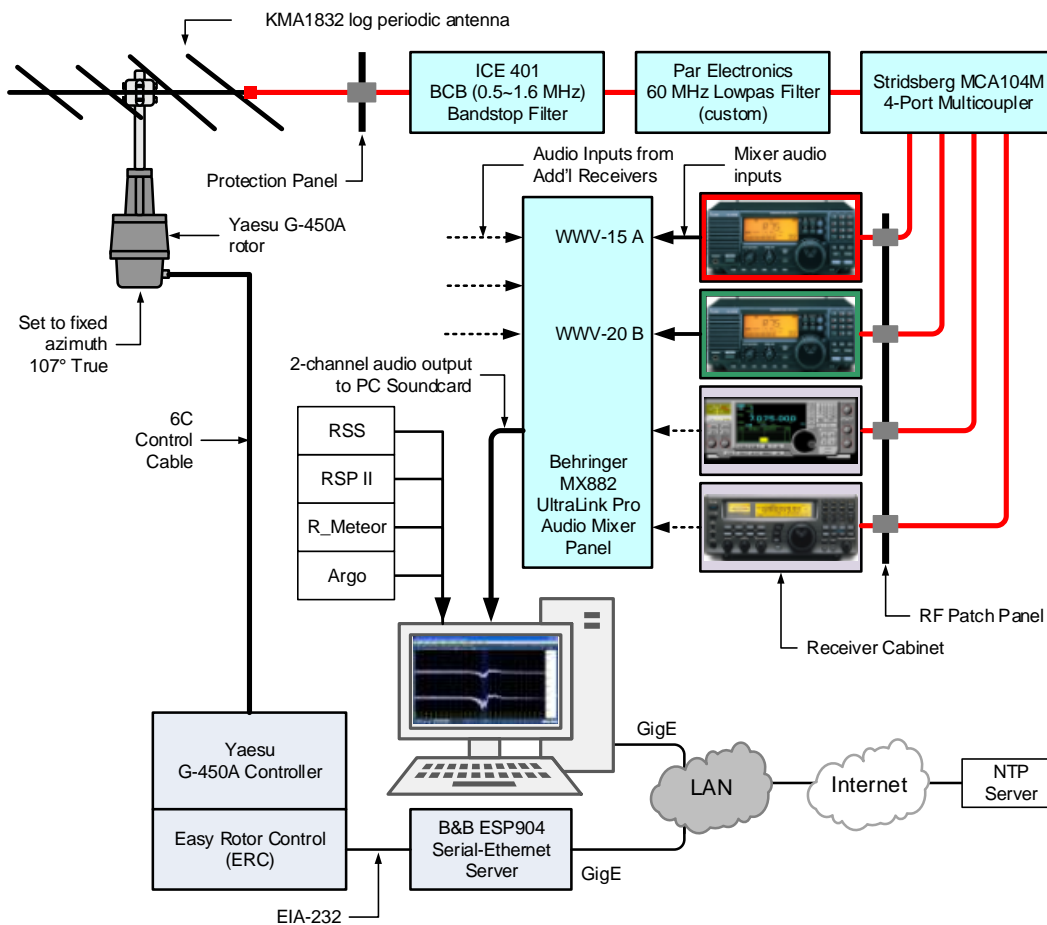 KMA1832 log periodic antenna
ICE 401
BCB (0.5~1.6 MHz)
Bandstop Filter
Par Electronics
60 MHz Lowpas Filter
(custom)
Stridsberg MCA104M
4-Port Multicoupler
Protection Panel
Audio Inputs from
Add'l Receivers
Mixer audio
inputs
Yaesu G-450A
rotor
WWV-15 A
Set to fixed
azimuth
107° True
WWV-20 B
2-channel audio output
to PC Soundcard
6C
Control
Cable
RSS
RSP II
R_Meteor
Argo
Behringer
MX882
UltraLink Pro
Audio Mixer
Panel
RF Patch Panel
Receiver Cabinet
Yaesu
G-450A Controller
GigE
LAN
Internet
NTP
Server
Easy Rotor Control
(ERC)
B&B ESP904
Serial-Ethernet
Server
GigE
EIA-232